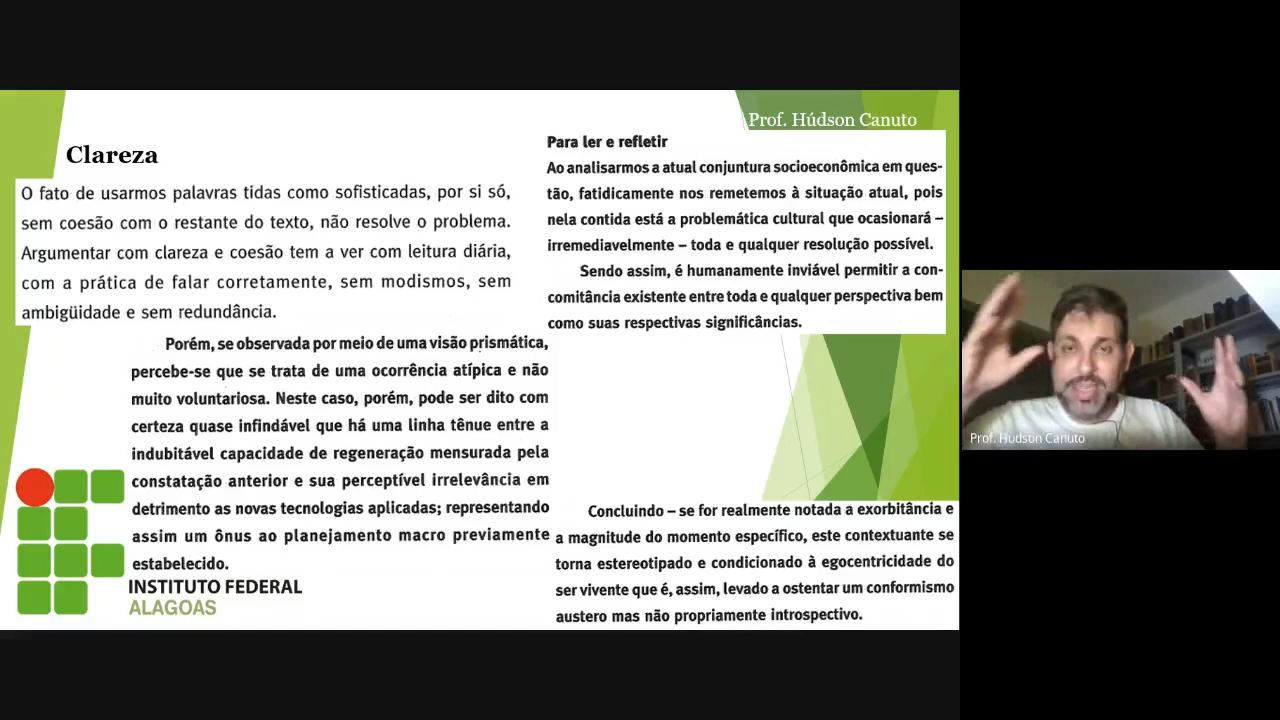 Prof. Húdson Canuto
Clareza
O fato de usarmos palavras tidas como sofisticadas, por si só,
sem coesão com o restante do texto, não resolve o problema.
Argumentar com clareza e coesão tem a ver com leitura diária,
com a prática de falar corretamente, sem modismos, sem
ambigüidade e sem redundância.
Para ler e refletir
Ao analisarmos a atual conjuntura socioeconômica em ques-
tão, fatidicamente nos remetemos à situação atual, pois
nela contida está a problemática cultural que ocasionará –
irremediavelmente – toda e qualquer resolução possível.
Sendo assim, é humanamente inviável permitir a con-
comitância existente entre toda e qualquer perspectiva bem
como suas respectivas significâncias.
Porém, se observada por meio de uma visão prismática,
percebe-se que se trata de uma ocorrência atípica e não
muito voluntariosa. Neste caso, porém, pode ser dito com
certeza quase infindável que há uma linha tênue entre a
indubitável capacidade de regeneração mensurada pela
constatação anterior e sua perceptível irrelevância em
detrimento as novas tecnologias aplicadas; representando
assim um ônus ao planejamento macro previamente
estabelecido.
Concluindo – se for realmente notada a exorbitância e
a magnitude do momento específico, este contextuante se
torna estereotipado e condicionado à egocentricidade do
ser vivente que é, assim, levado a ostentar um conformismo
austero mas não propriamente introspectivo.
INSTITUTO FEDERAL
ALAGOAS
Prof. Hudson Canuto